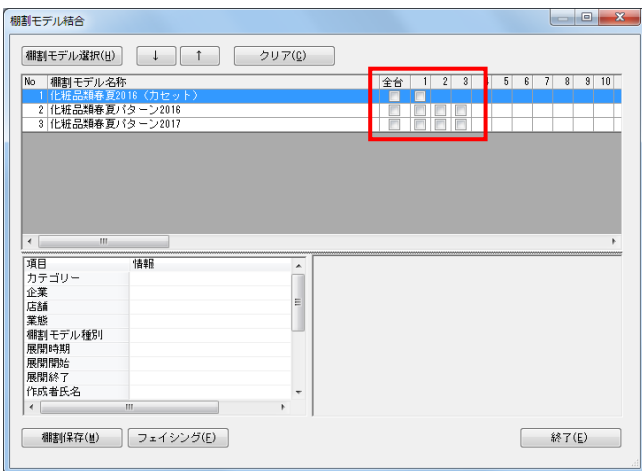 棚割モデル結合
棚割モデル選択(H) ↓ ↑ クリア(C)
No 棚割モデル名称 全台 1 2 3 4 5 6 7 8 9 10
1 化粧品類春夏2016（カセット）
2 化粧品類春夏パターン2016
3 化粧品類春夏パターン2017
項目 情報
カテゴリー
企業
店舗
業態
棚割モデル種別
展開時期
展開開始
展開終了
作成者氏名
棚割保存(M) フェイシング(F) 終了(E)